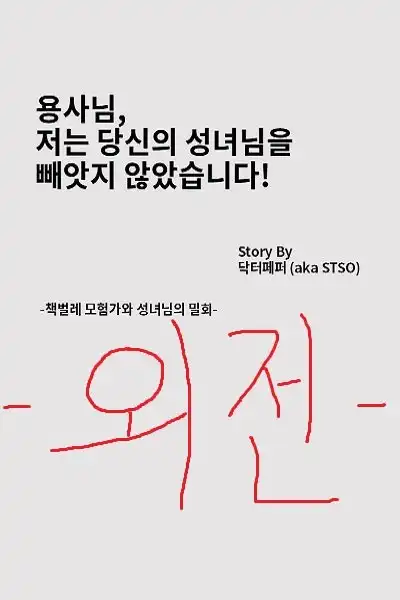 용사님,
저는 당신의 성녀님을
빼앗지 않았습니다!
Story By
닥터페퍼 (aka STSO)
-책벌레 모험가와 성녀님의 밀회-
- 외전 -